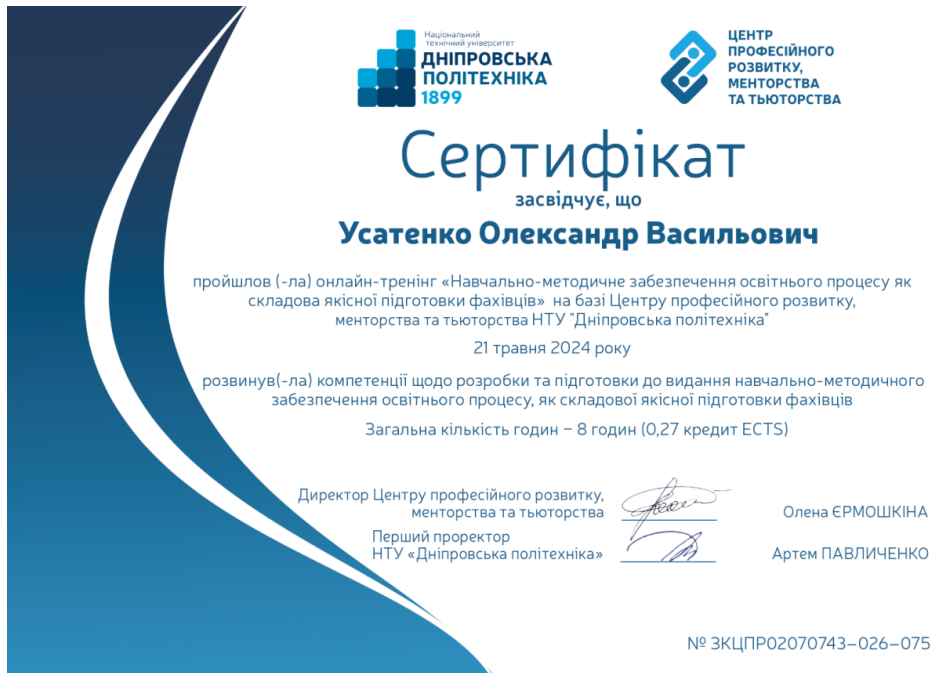 Національний
технічний університет
ДНІПРОВСЬКА
ПОЛІТЕХНІКА
1899
ЦЕНТР
ПРОФЕСІЙНОГО
РОЗВИТКУ,
МЕНТОРСТВА
ТА ТЬЮТОРСТВА
Сертифікат
засвідчує, що
Усатенко Олександр Васильович
пройшлов (-ла) онлайн-тренінг «Навчально-методичне забезпечення освітнього процесу як
складова якісної підготовки фахівців» на базі Центру професійного розвитку,
менторства та тьюторства НТУ "Дніпровська політехніка"
21 травня 2024 року
розвинув(-ла) компетенції щодо розробки та підготовки до видання навчально-методичного
забезпечення освітнього процесу, як складової якісної підготовки фахівців
Загальна кількість годин – 8 годин (0,27 кредит ECTS)
Директор Центру професійного розвитку,
менторства та тьюторства
Олена ЄРМОШКІНА
Перший проректор
НТУ «Дніпровська політехніка»
Артем ПАВЛИЧЕНКО
№ ЗКЦПР02070743–026–075